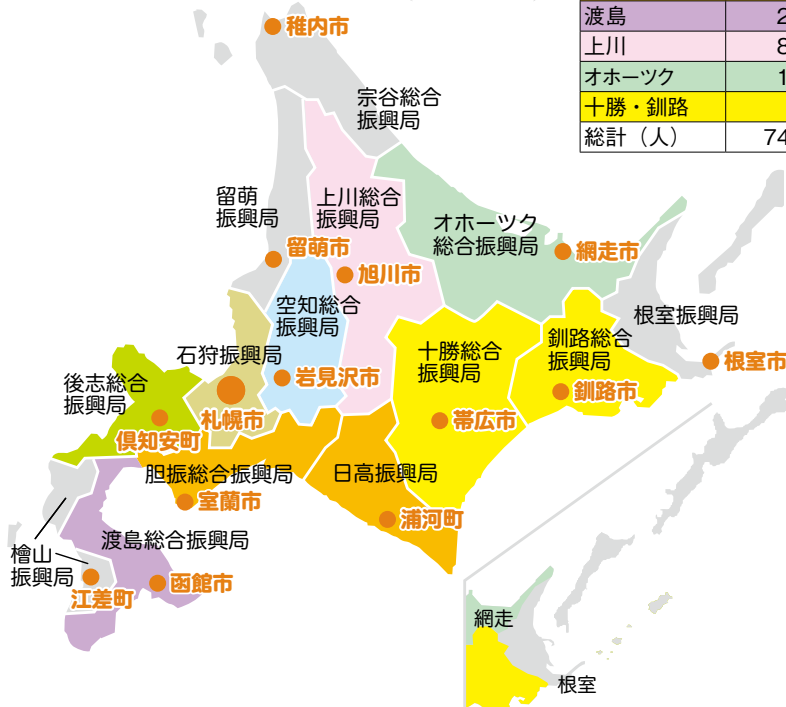 渡島 2
上川 8
オホーツク 1
十勝・釧路
総計（人） 74
稚内市
宗谷総合
振興局
留萌
振興局
上川総合
振興局
オホーツク
総合振興局
留萌市
旭川市
網走市
空知総合
振興局
根室振興局
石狩振興局
十勝総合
振興局
釧路総合
振興局
後志総合
振興局
岩見沢市
根室市
札幌市
釧路市
倶知安町
帯広市
胆振総合振興局
日高振興局
室蘭市
浦河町
渡島総合振興局
檜山
振興局
江差町
函館市
網走
根室